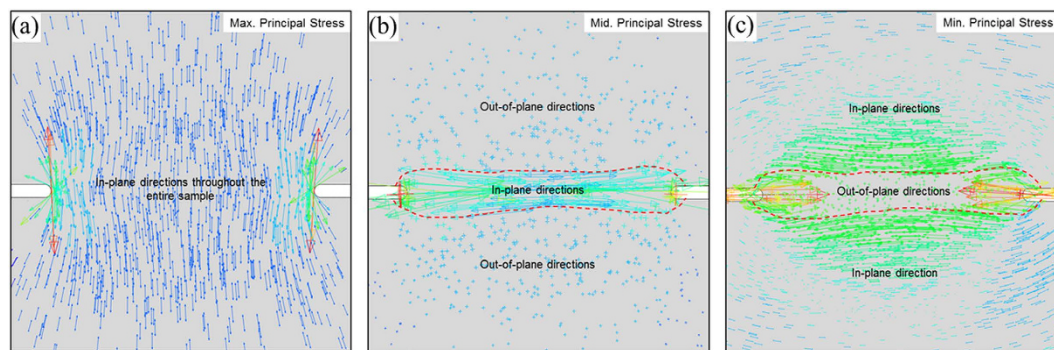 (a)
Max. Principal Stress
In-plane directions throughout the
entire sample
(b)
Mid. Principal Stress
Out-of-plane directions
In-plane directions
Out-of-plane directions
(c)
Min. Principal Stress
In-plane directions
Out-of-plane directions
In-plane direction